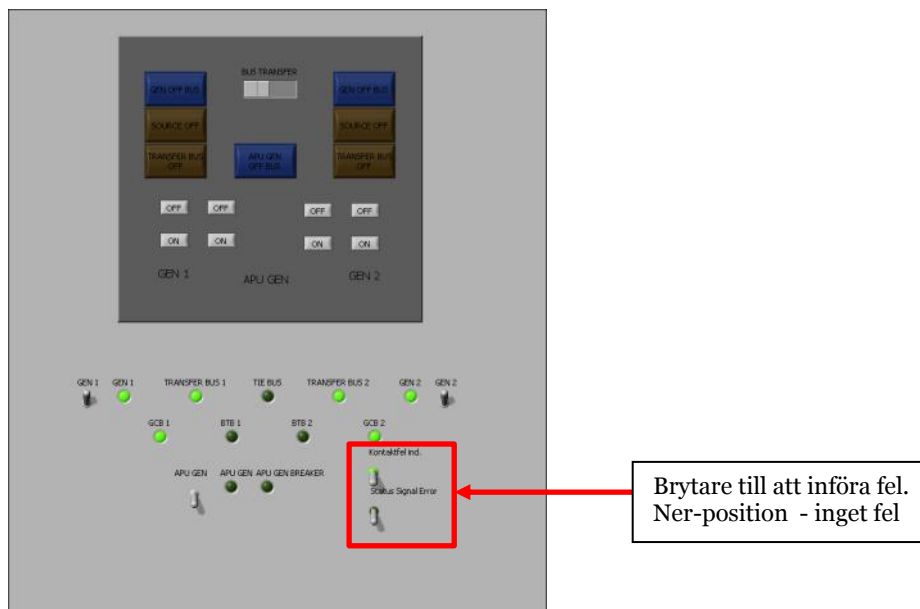 BUS TRANSFER
GEN OFF BUS
GEN OFF BUS
SOURCE OFF
SOURCE OFF
TRANSFER BUS
OFF
APU GEN
OFF BUS
TRANSFER BUS
OFF
OFF OFF OFF OFF
ON ON ON ON
GEN 1 APU GEN GEN 2
GEN 1 GEN 1 TRANSFER BUS 1 TIE BUS TRANSFER BUS 2 GEN 2 GEN 2
GCB 1 BTB 1 BTB 2 GCB 2
Kontaktfel ind.
APU GEN APU GEN APU GEN BREAKER
Status Signal Error
Brytare till att införa fel.
Ner-position - inget fel